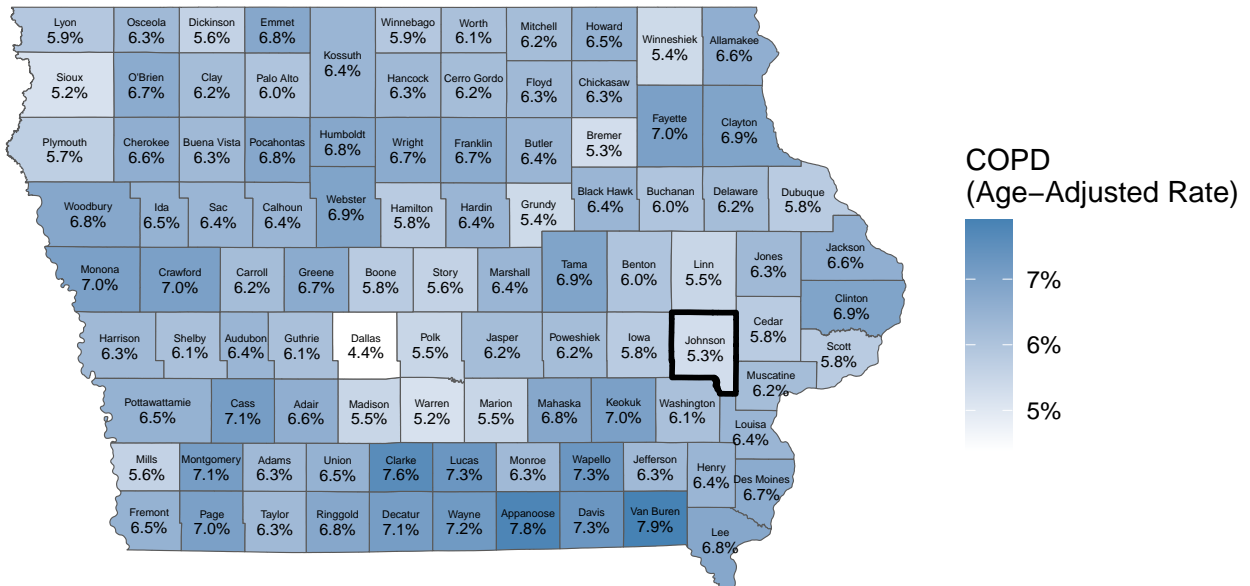 Lyon
5.9%
Osceola
6.3%
Dickinson
5.6%
Emmet
6.8%
Kossuth
6.4%
Winnebago
5.9%
Worth
6.1%
Mitchell
6.2%
Howard
6.5%
Winneshiek
5.4%
Allamakee
6.6%
Sioux
5.2%
O'Brien
6.7%
Clay
6.2%
Palo Alto
6.0%
Hancock
6.3%
Cerro Gordo
6.2%
Floyd
6.3%
Chickasaw
6.3%
Fayette
7.0%
Clayton
6.9%
Plymouth
5.7%
Cherokee
6.6%
Buena Vista
6.3%
Pocahontas
6.8%
Humboldt
6.8%
Wright
6.7%
Franklin
6.7%
Butler
6.4%
Bremer
5.3%
Woodbury
6.8%
Ida
6.5%
Sac
6.4%
Calhoun
6.4%
Webster
6.9%
Hamilton
5.8%
Hardin
6.4%
Grundy
5.4%
Black Hawk
6.4%
Buchanan
6.0%
Delaware
6.2%
Dubuque
5.8%
Monona
7.0%
Crawford
7.0%
Carroll
6.2%
Greene
6.7%
Boone
5.8%
Story
5.6%
Marshall
6.4%
Tama
6.9%
Benton
6.0%
Linn
5.5%
Jones
6.3%
Jackson
6.6%
Clinton
6.9%
Harrison
6.3%
Shelby
6.1%
Audubon
6.4%
Guthrie
6.1%
Dallas
4.4%
Polk
5.5%
Jasper
6.2%
Poweshiek
6.2%
Iowa
5.8%
Johnson
5.3%
Cedar
5.8%
Scott
5.8%
Muscatine
6.2%
Pottawattamie
6.5%
Cass
7.1%
Adair
6.6%
Madison
5.5%
Warren
5.2%
Marion
5.5%
Mahaska
6.8%
Keokuk
7.0%
Washington
6.1%
Louisa
6.4%
Mills
5.6%
Montgomery
7.1%
Adams
6.3%
Union
6.5%
Clarke
7.6%
Lucas
7.3%
Monroe
6.3%
Wapello
7.3%
Jefferson
6.3%
Henry
6.4%
Des Moines
6.7%
Fremont
6.5%
Page
7.0%
Taylor
6.3%
Ringgold
6.8%
Decatur
7.1%
Wayne
7.2%
Appanoose
7.8%
Davis
7.3%
Van Buren
7.9%
Lee
6.8%
COPD
(Age−Adjusted Rate)
7%
6%
5%